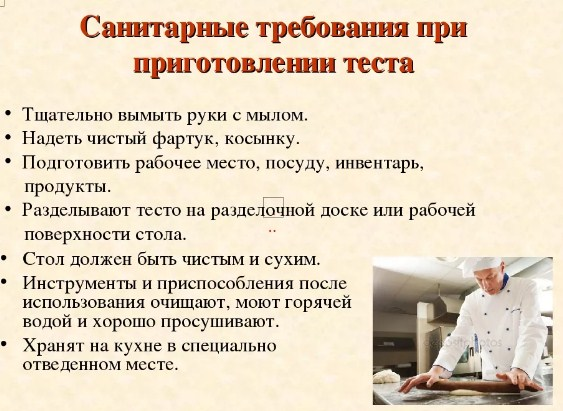 Санитарные требования при
приготовлении теста
• Тщательно вымыть руки с мылом.
• Надеть чистый фартук, косынку.
• Подготовить рабочее место, посуду, инвентарь,
продукты.
• Разделывают тесто на разделочной доске или рабочей
поверхности стола.
• Стол должен быть чистым и сухим.
• Инструменты и приспособления после
использования очищают, моют горячей
водой и хорошо просушивают.
• Хранят на кухне в специально
отведенном месте.